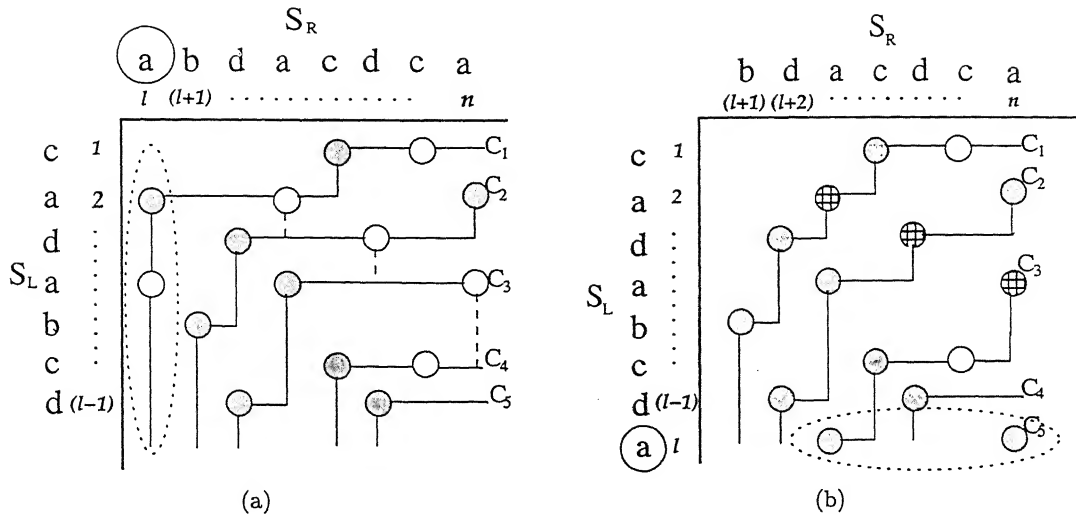 S_R
a b d a c d c a
l (l+1) . . . . . . . . . . n
c 1
a 2
d
S_L a
b
c
d (l-1)
C_1
C_2
C_3
C_4
C_5
(a)
S_R
b d a c d c a
(l+1) (l+2) . . . . . . . . n
c 1
a 2
d
S_L a
b
c
d (l-1)
a l
C_1
C_2
C_3
C_4
C_5
(b)